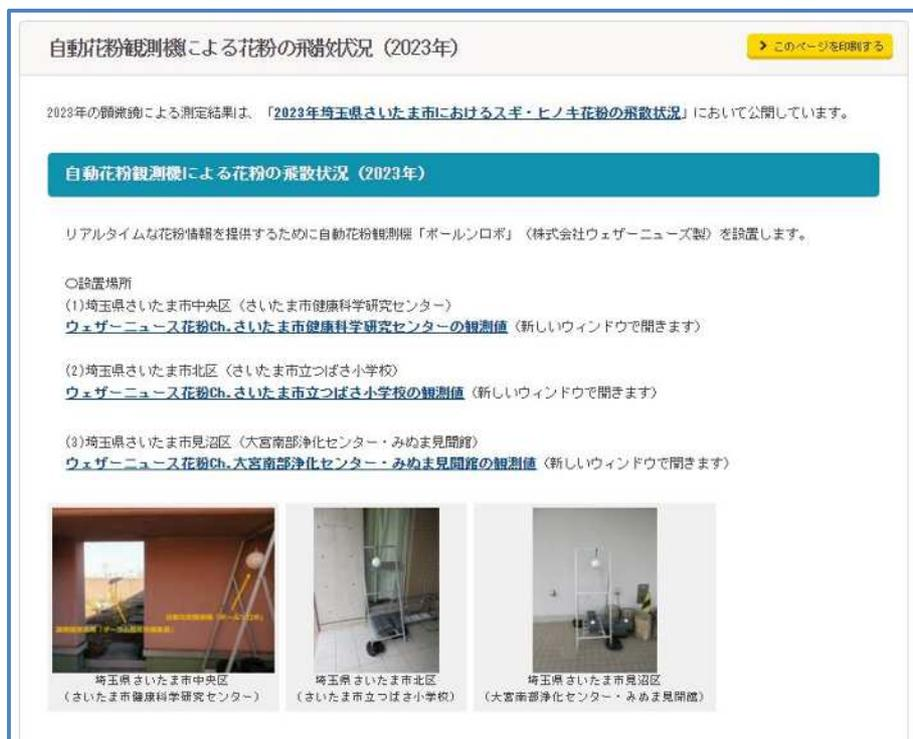 自動花粉観測機による花粉の飛散状況（2023年）
このページを印刷する
2023年の顕微鏡による測定結果は、「2023年埼玉県さいたま市におけるスギ・ヒノキ花粉の飛散状況」において公開しています。
自動花粉観測機による花粉の飛散状況（2023年）
リアルタイムな花粉情報を提供するために自動花粉観測機「ポールンロボ」（株式会社ウェザーニューズ製）を設置します。
〇設置場所
(1)埼玉県さいたま市中央区（さいたま市健康科学研究センター）
ウェザーニュース花粉Ch.さいたま市健康科学研究センターの観測値（新しいウィンドウで開きます）
(2)埼玉県さいたま市北区（さいたま市立つばさ小学校）
ウェザーニュース花粉Ch.さいたま市立つばさ小学校の観測値（新しいウィンドウで開きます）
(3)埼玉県さいたま市見沼区（大宮南部浄化センター・みぬま見聞館）
ウェザーニュース花粉Ch.大宮南部浄化センター・みぬま見聞館の観測値（新しいウィンドウで開きます）
自動花粉観測機「ポールンロボ」
埼玉県さいたま市中央区
（さいたま市健康科学研究センター）
埼玉県さいたま市北区
（さいたま市立つばさ小学校）
埼玉県さいたま市見沼区
（大宮南部浄化センター・みぬま見聞館）